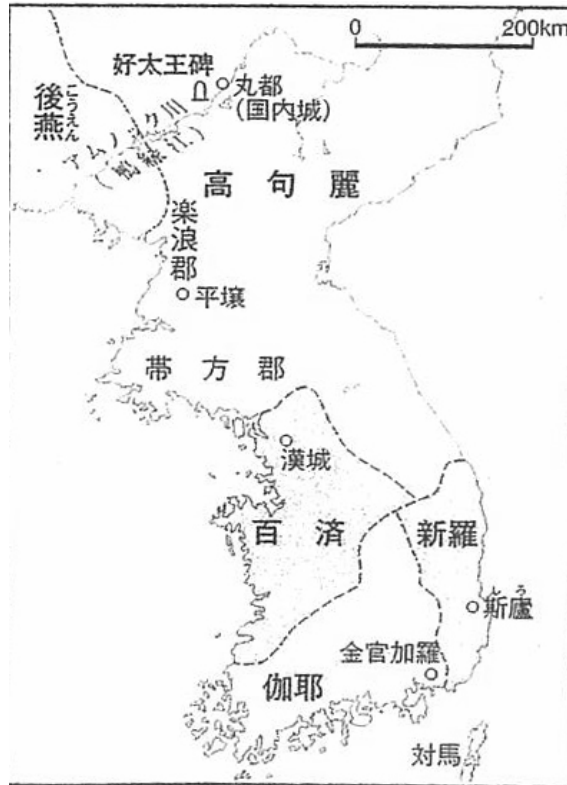 0 200km
好太王碑
丸都
(国内城)
後燕
こうえん
アムノック川
(鴨緑江)
高句麗
楽浪郡
平壌
帯方郡
漢城
百済
新羅
斯廬
しろ
金官加羅
伽耶
対馬